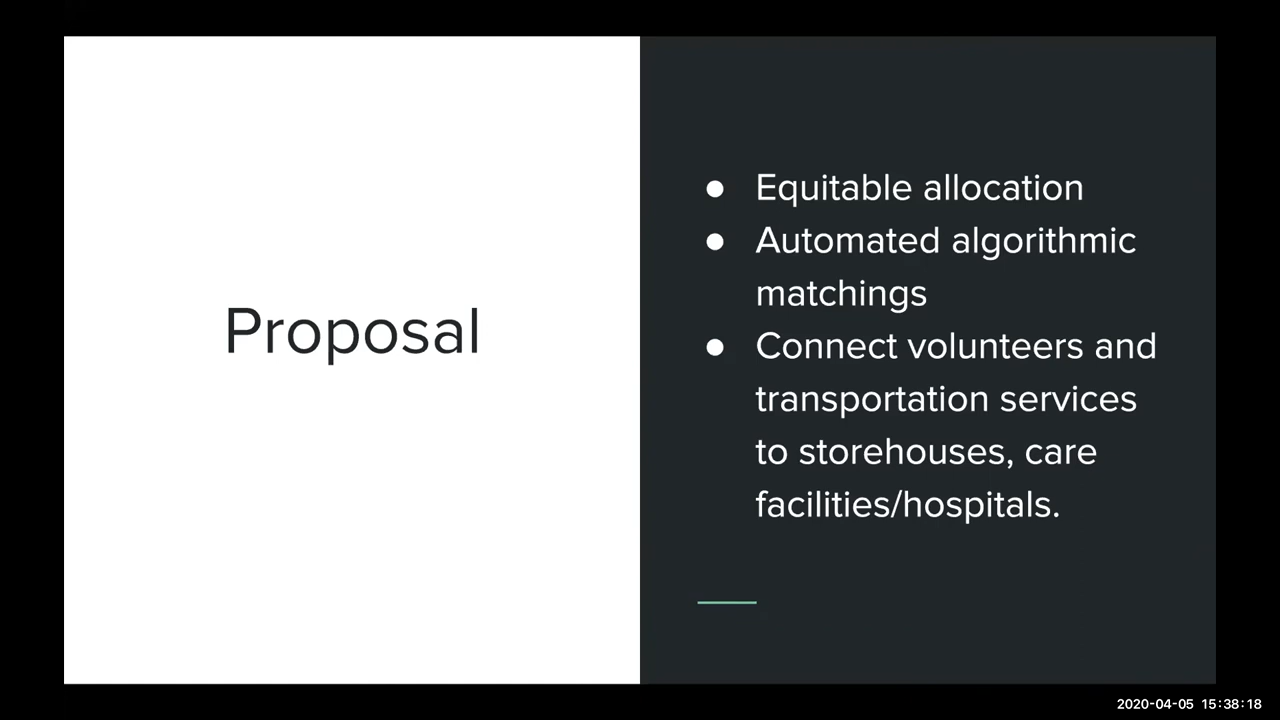 Proposal
● Equitable allocation
● Automated algorithmic
matchings
● Connect volunteers and
transportation services
to storehouses, care
facilities/hospitals.
2020-04-05 15:38:18